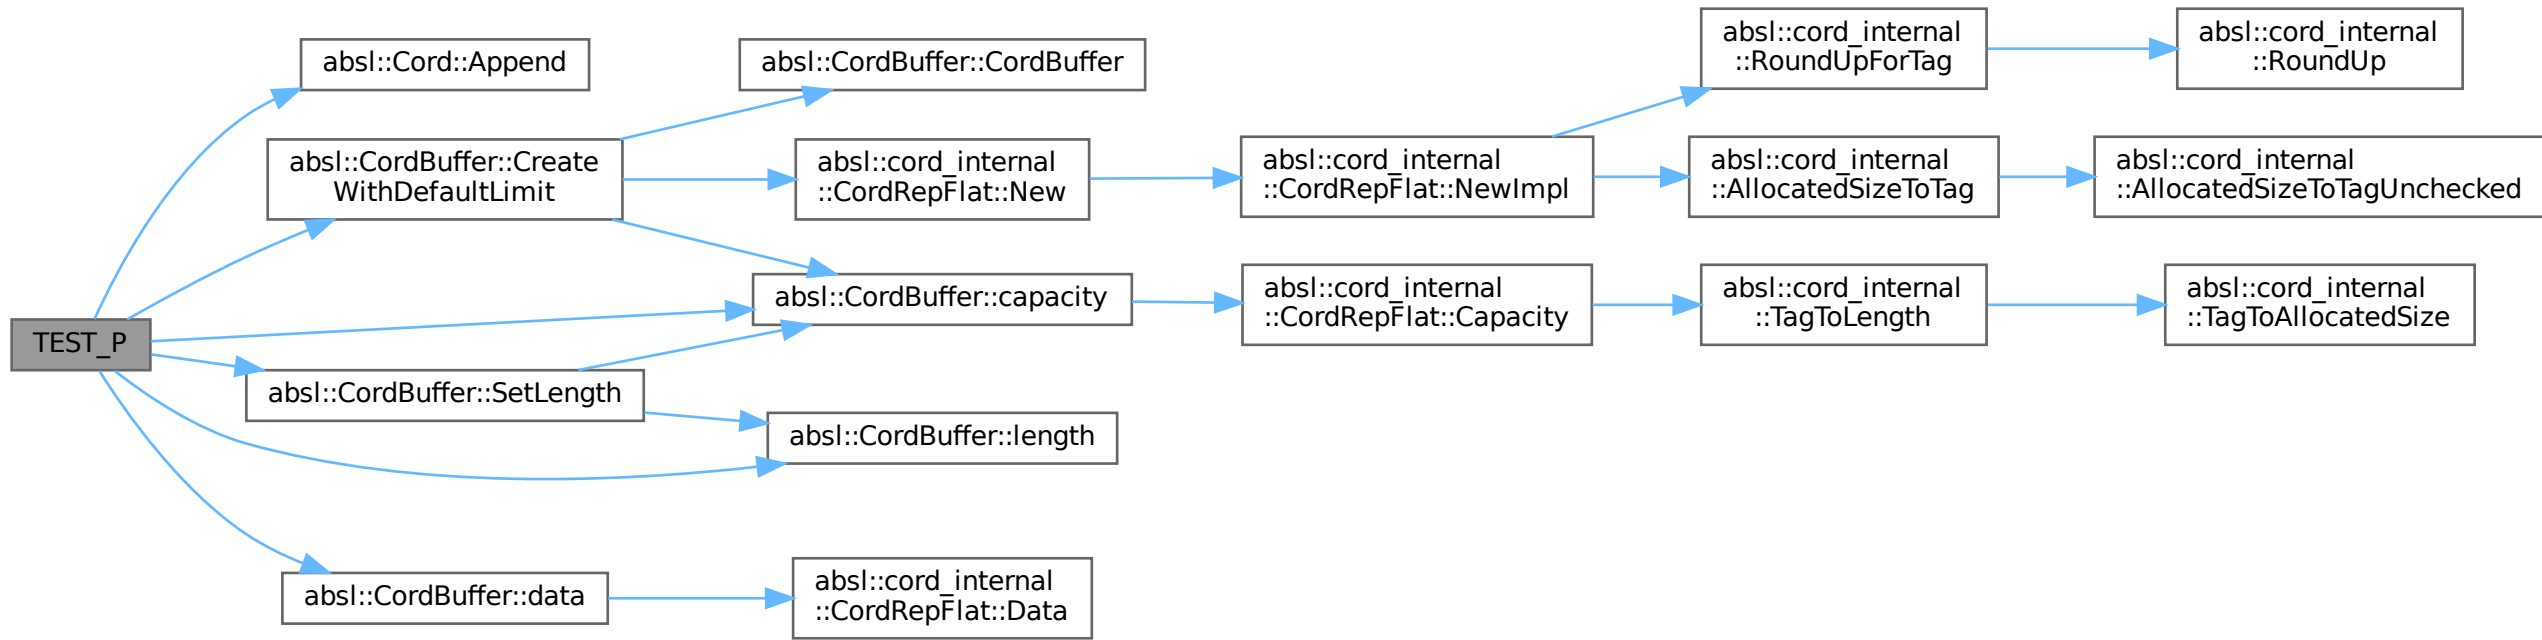 TEST_P
absl::Cord::Append
absl::CordBuffer::Create
WithDefaultLimit
absl::CordBuffer::SetLength
absl::CordBuffer::data
absl::CordBuffer::CordBuffer
absl::cord_internal
::CordRepFlat::New
absl::CordBuffer::capacity
absl::CordBuffer::length
absl::cord_internal
::CordRepFlat::Data
absl::cord_internal
::CordRepFlat::NewImpl
absl::cord_internal
::CordRepFlat::Capacity
absl::cord_internal
::RoundUpForTag
absl::cord_internal
::AllocatedSizeToTag
absl::cord_internal
::TagToLength
absl::cord_internal
::RoundUp
absl::cord_internal
::AllocatedSizeToTagUnchecked
absl::cord_internal
::TagToAllocatedSize